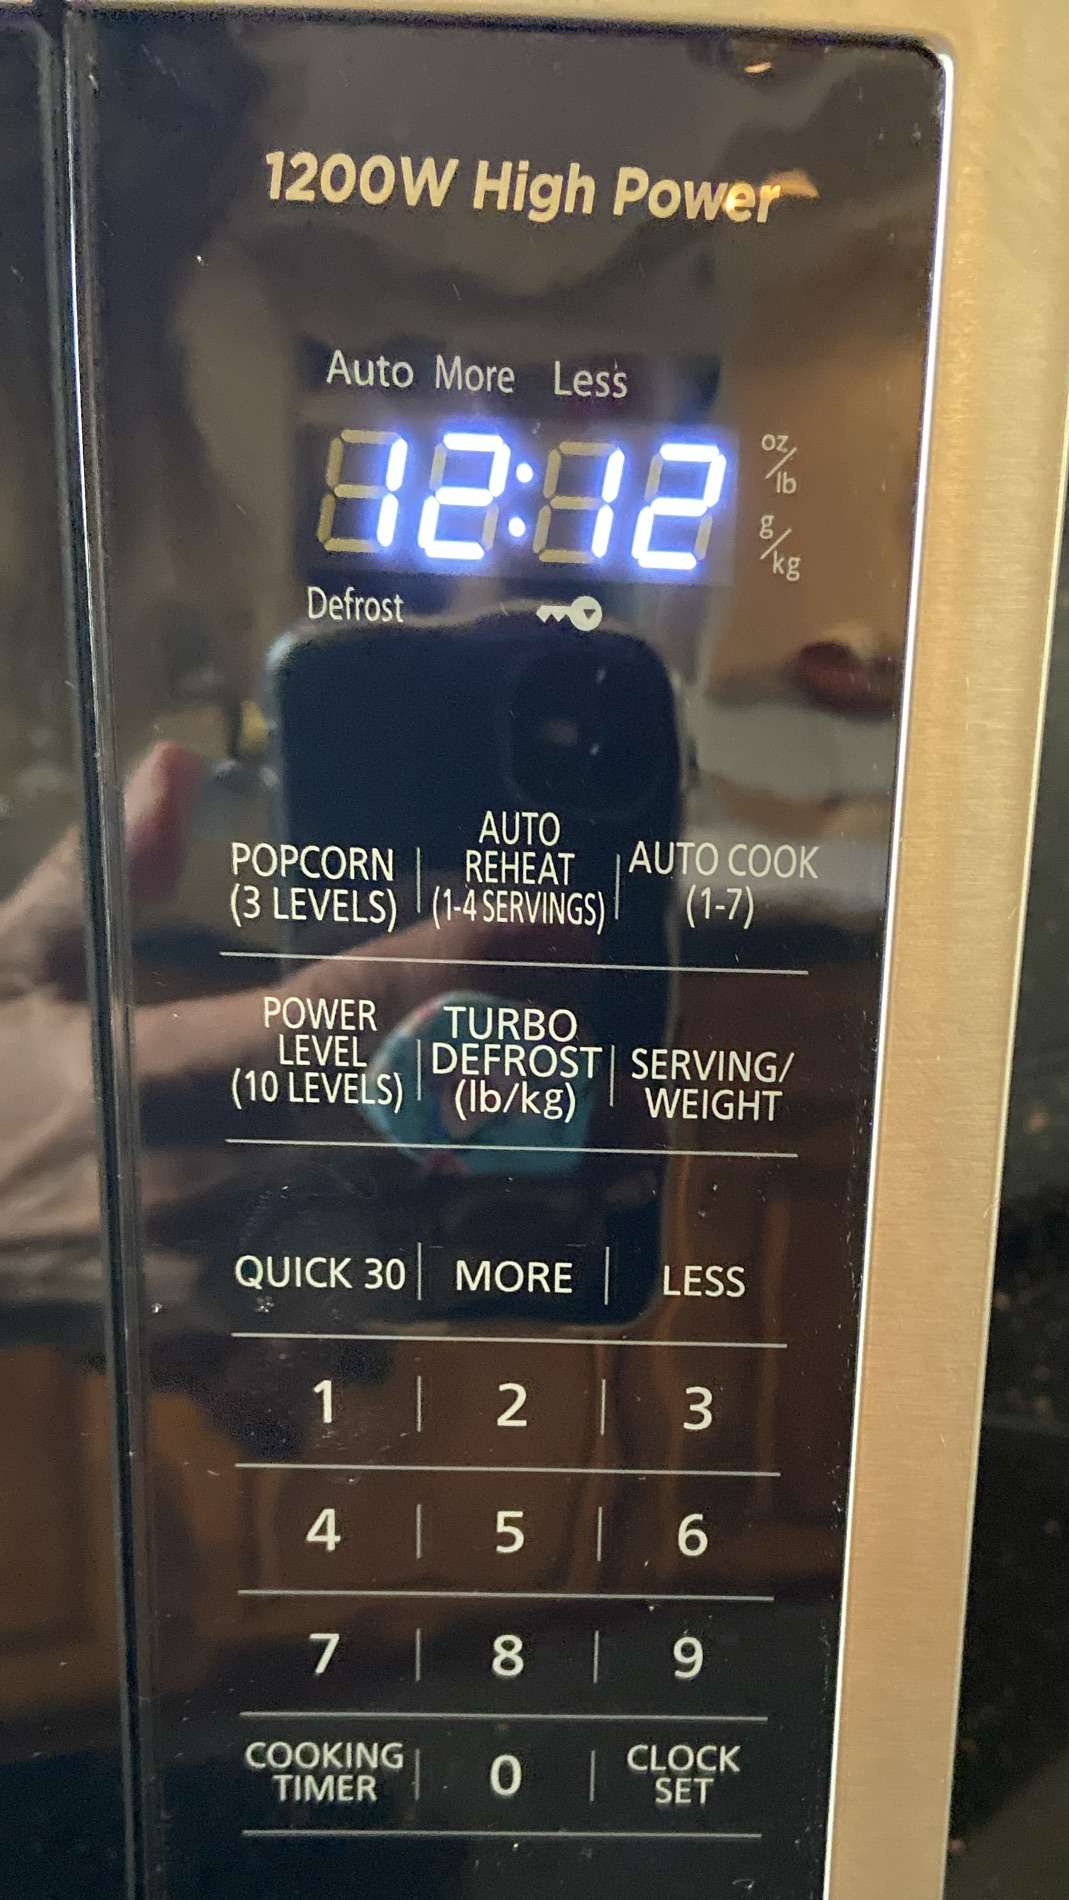 1200W High Power
Auto More Less
12:12
oz/lb
g/kg
Defrost
POPCORN
(3 LEVELS)
AUTO
REHEAT
(1-4 SERVINGS)
AUTO COOK
(1-7)
POWER
LEVEL
(10 LEVELS)
TURBO
DEFROST
(lb/kg)
SERVING/
WEIGHT
QUICK 30
MORE
LESS
1
2
3
4
5
6
7
8
9
COOKING
TIMER
0
CLOCK
SET